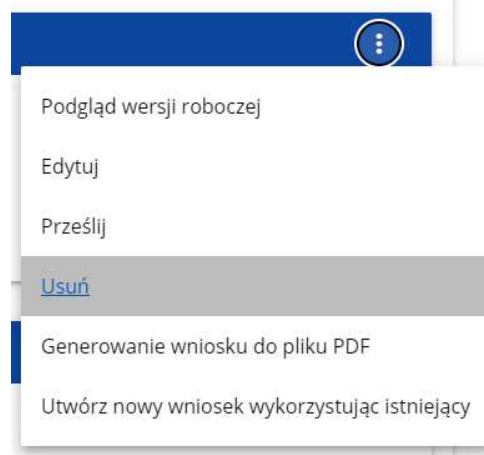 Podgląd wersji roboczej
Edytuj
Prześlij
Usuń
Generowanie wniosku do pliku PDF
Utwórz nowy wniosek wykorzystując istniejący